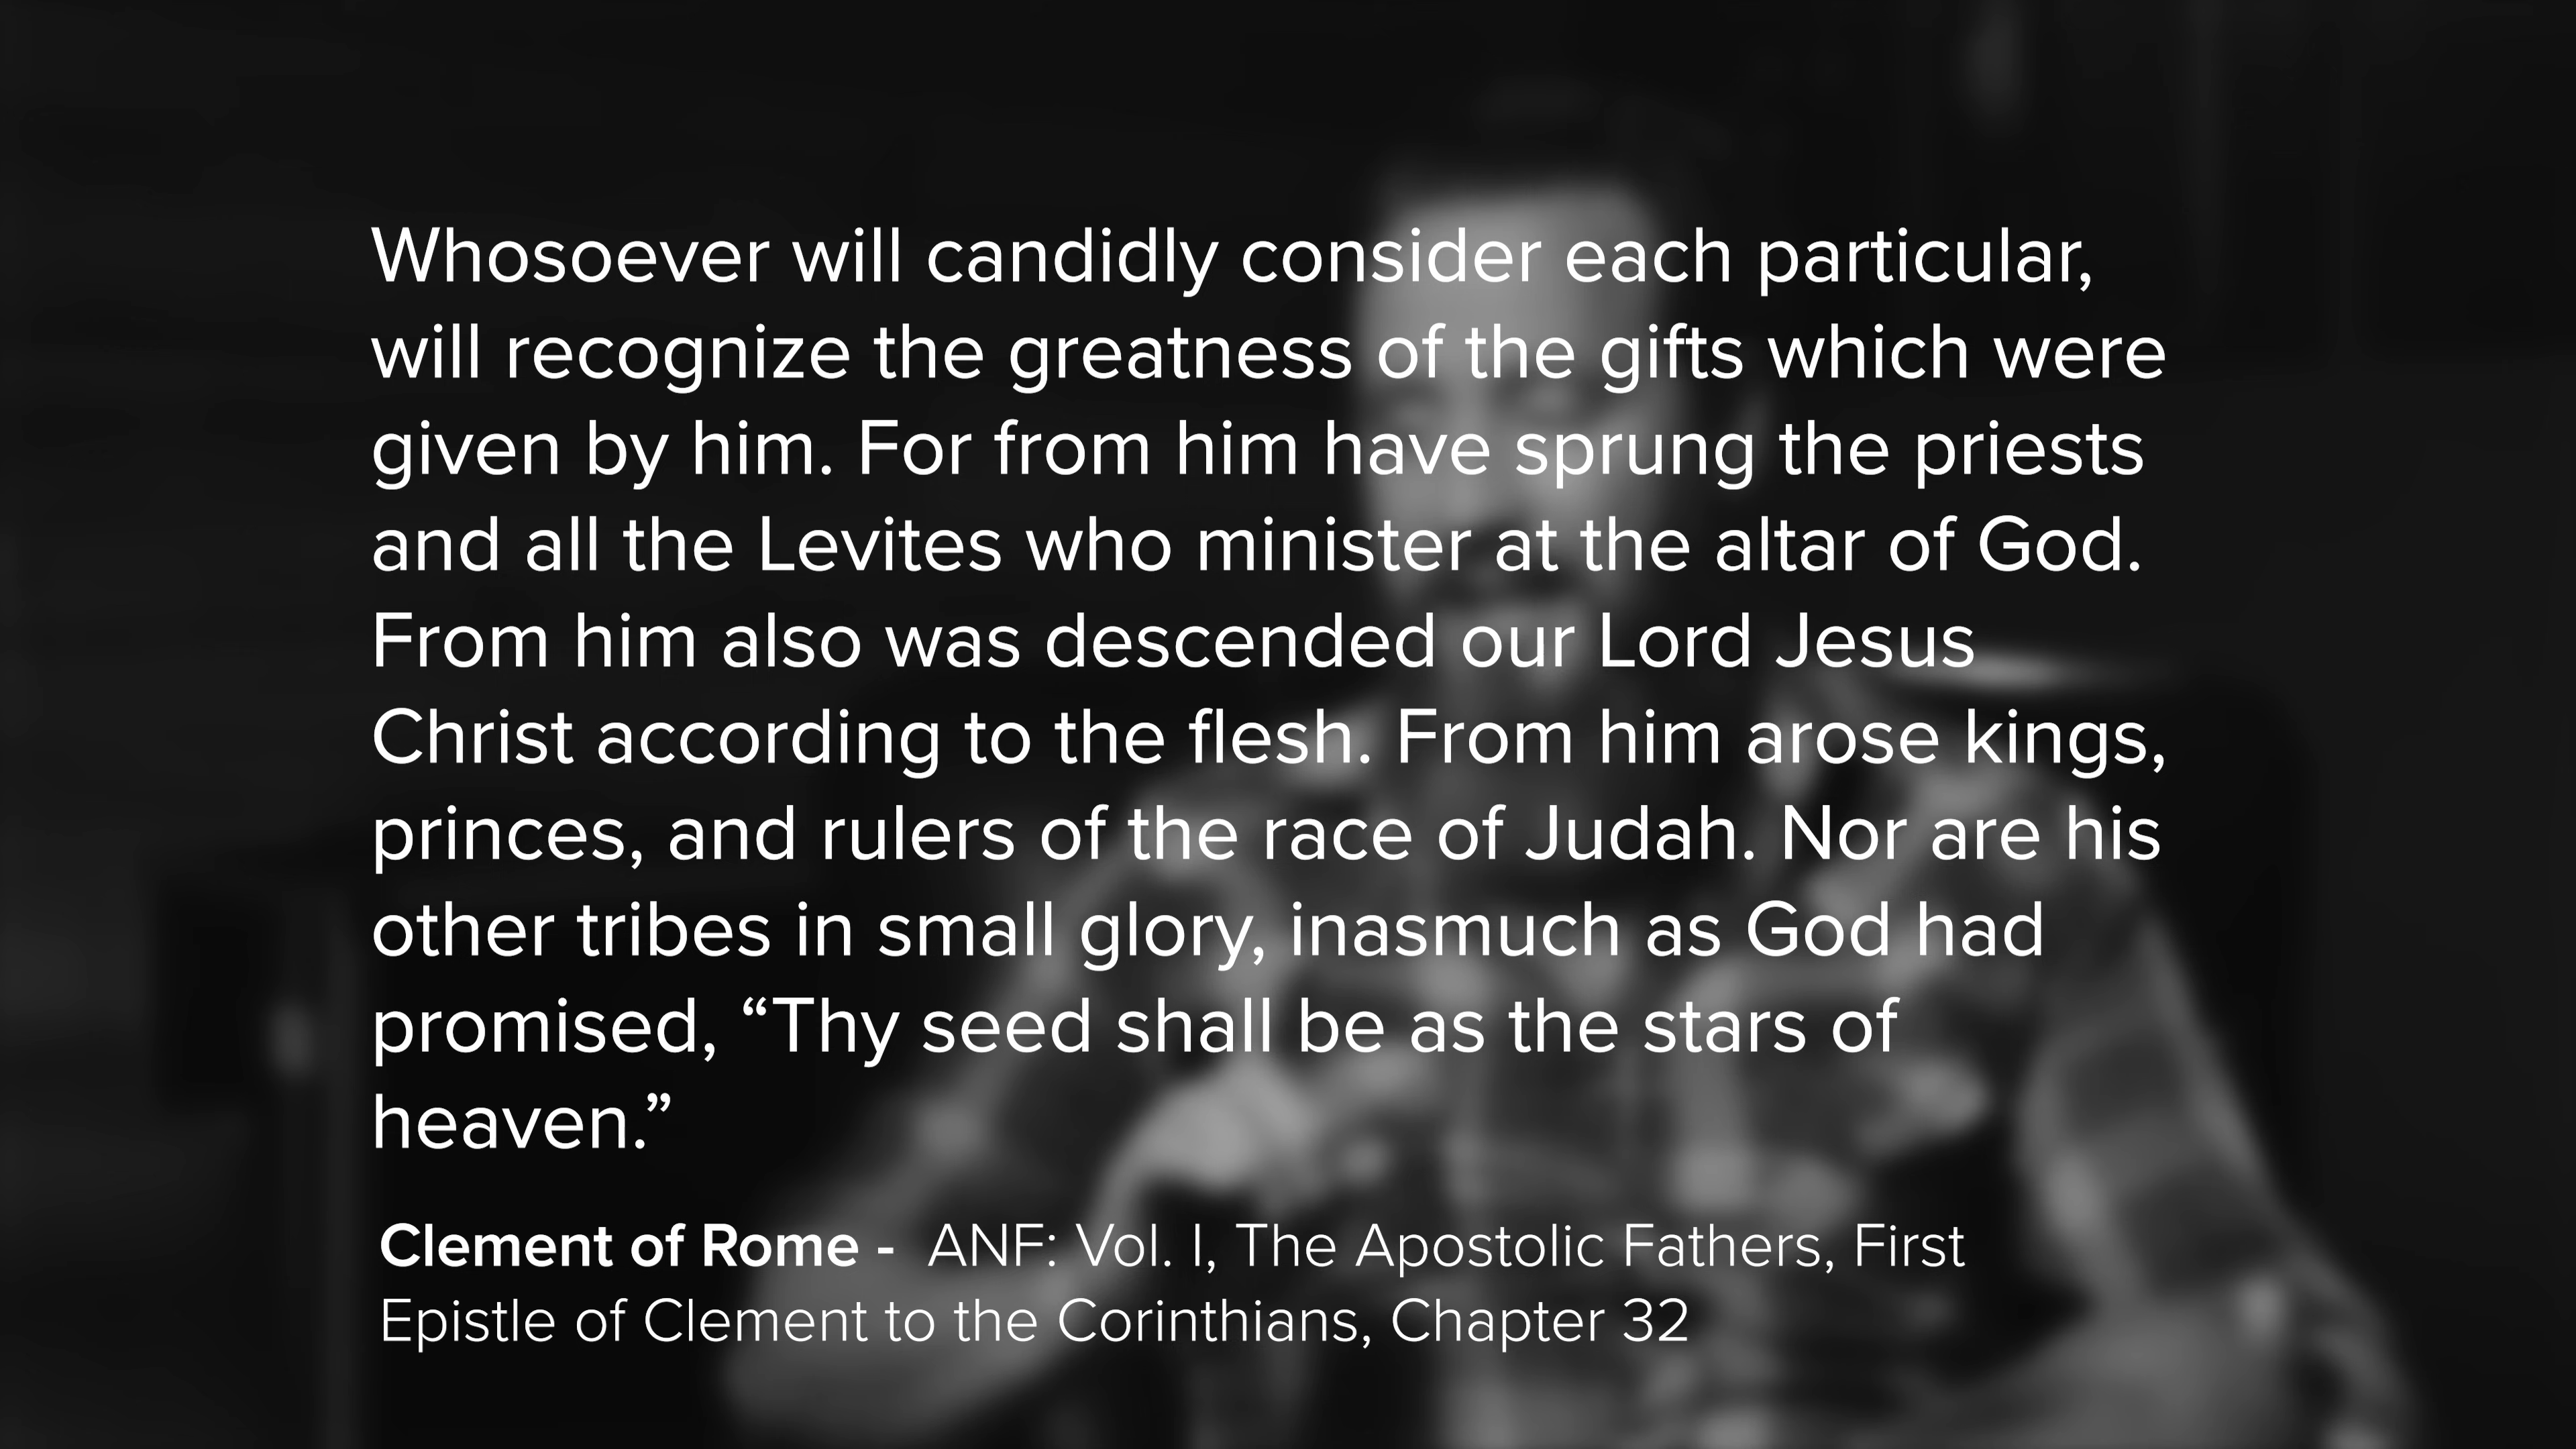 Whosoever will candidly consider each particular,
will recognize the greatness of the gifts which were
given by him. For from him have sprung the priests
and all the Levites who minister at the altar of God.
From him also was descended our Lord Jesus
Christ according to the flesh. From him arose kings,
princes, and rulers of the race of Judah. Nor are his
other tribes in small glory, inasmuch as God had
promised, “Thy seed shall be as the stars of
heaven.”
Clement of Rome - ANF: Vol. I, The Apostolic Fathers, First
Epistle of Clement to the Corinthians, Chapter 32